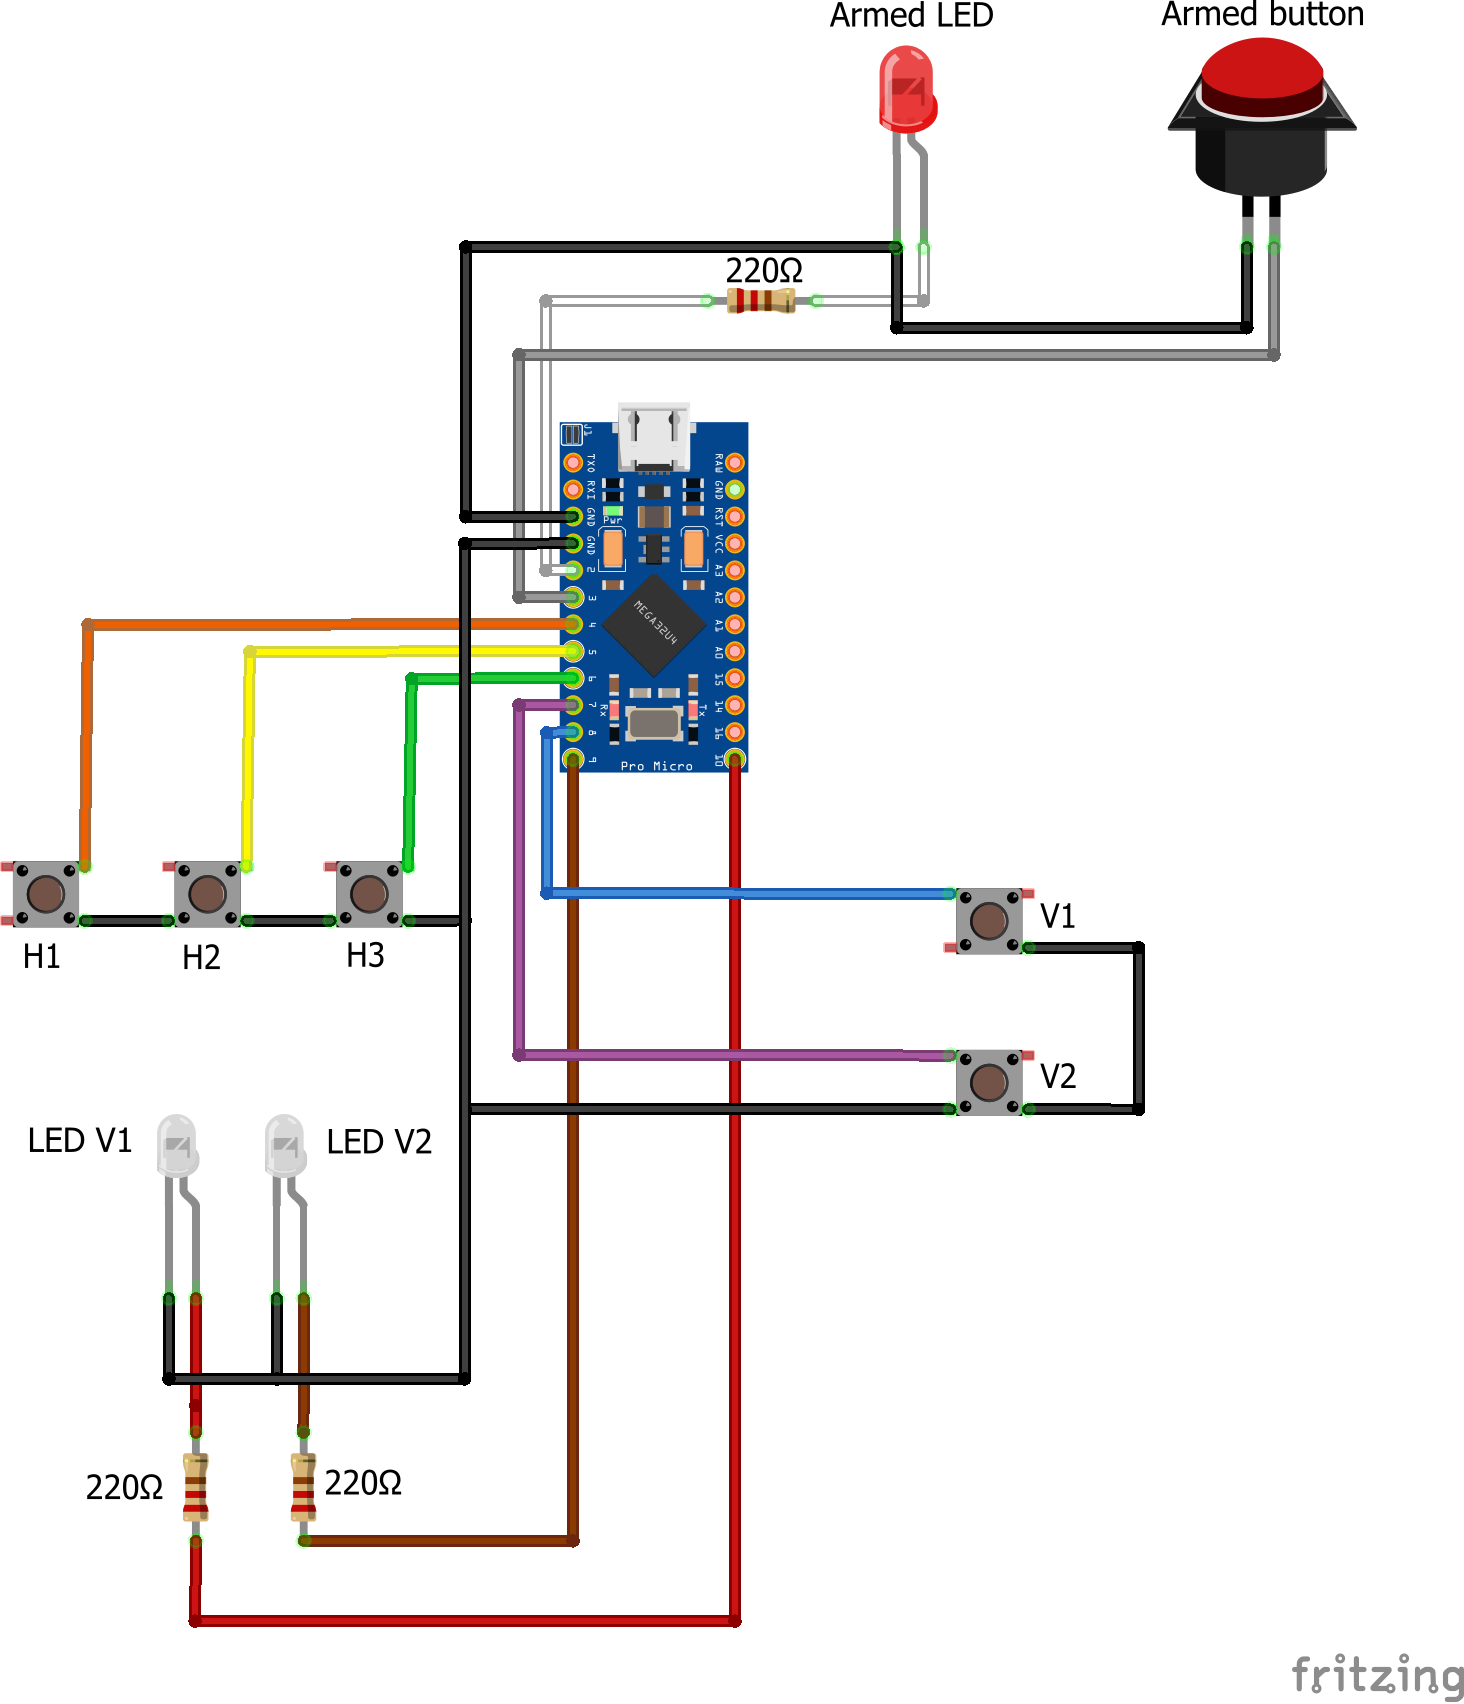 Armed LED
Armed button
220Ω
J1
TXO
RXI
GND
GND
2
3
4
5
6
7
8
9
RAW
GND
RST
VCC
A3
A2
A1
A0
15
14
16
10
Pwr
MEGA32U4
Rx
Tx
Pro Micro
H1
H2
H3
V1
V2
LED V1
LED V2
220Ω
220Ω
fritzing